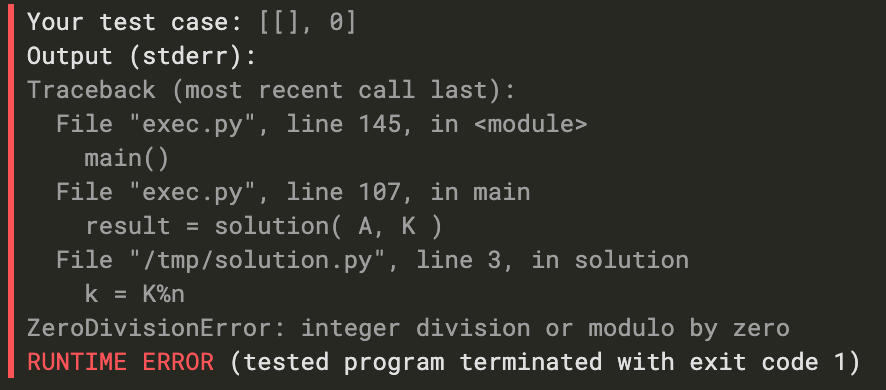 Your test case: [[], 0]
Output (stderr):
Traceback (most recent call last):
  File "exec.py", line 145, in <module>
    main()
  File "exec.py", line 107, in main
    result = solution( A, K )
  File "/tmp/solution.py", line 3, in solution
    k = K%n
ZeroDivisionError: integer division or modulo by zero
RUNTIME ERROR (tested program terminated with exit code 1)